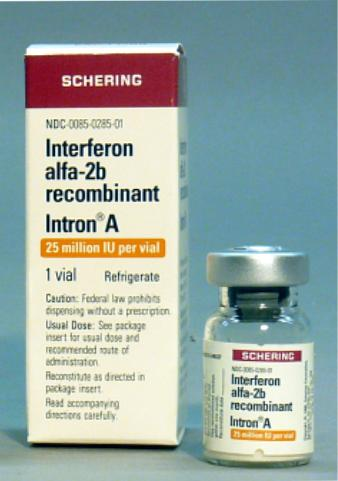 SCHERING
NDC-0085-0285-01
Interferon
alfa-2b
recombinant
Intron® A
25 million IU per vial
1 vial Refrigerate
Caution: Federal law prohibits
dispensing without a prescription.
Usual Dose: See package
insert for usual dose and
recommended route of
administration.
Reconstitute as directed in
package insert.
Read accompanying
directions carefully.
SCHERING
NDC-0085-0285-01
Interferon
alfa-2b
recombinant
Intron® A
25 million IU per vial